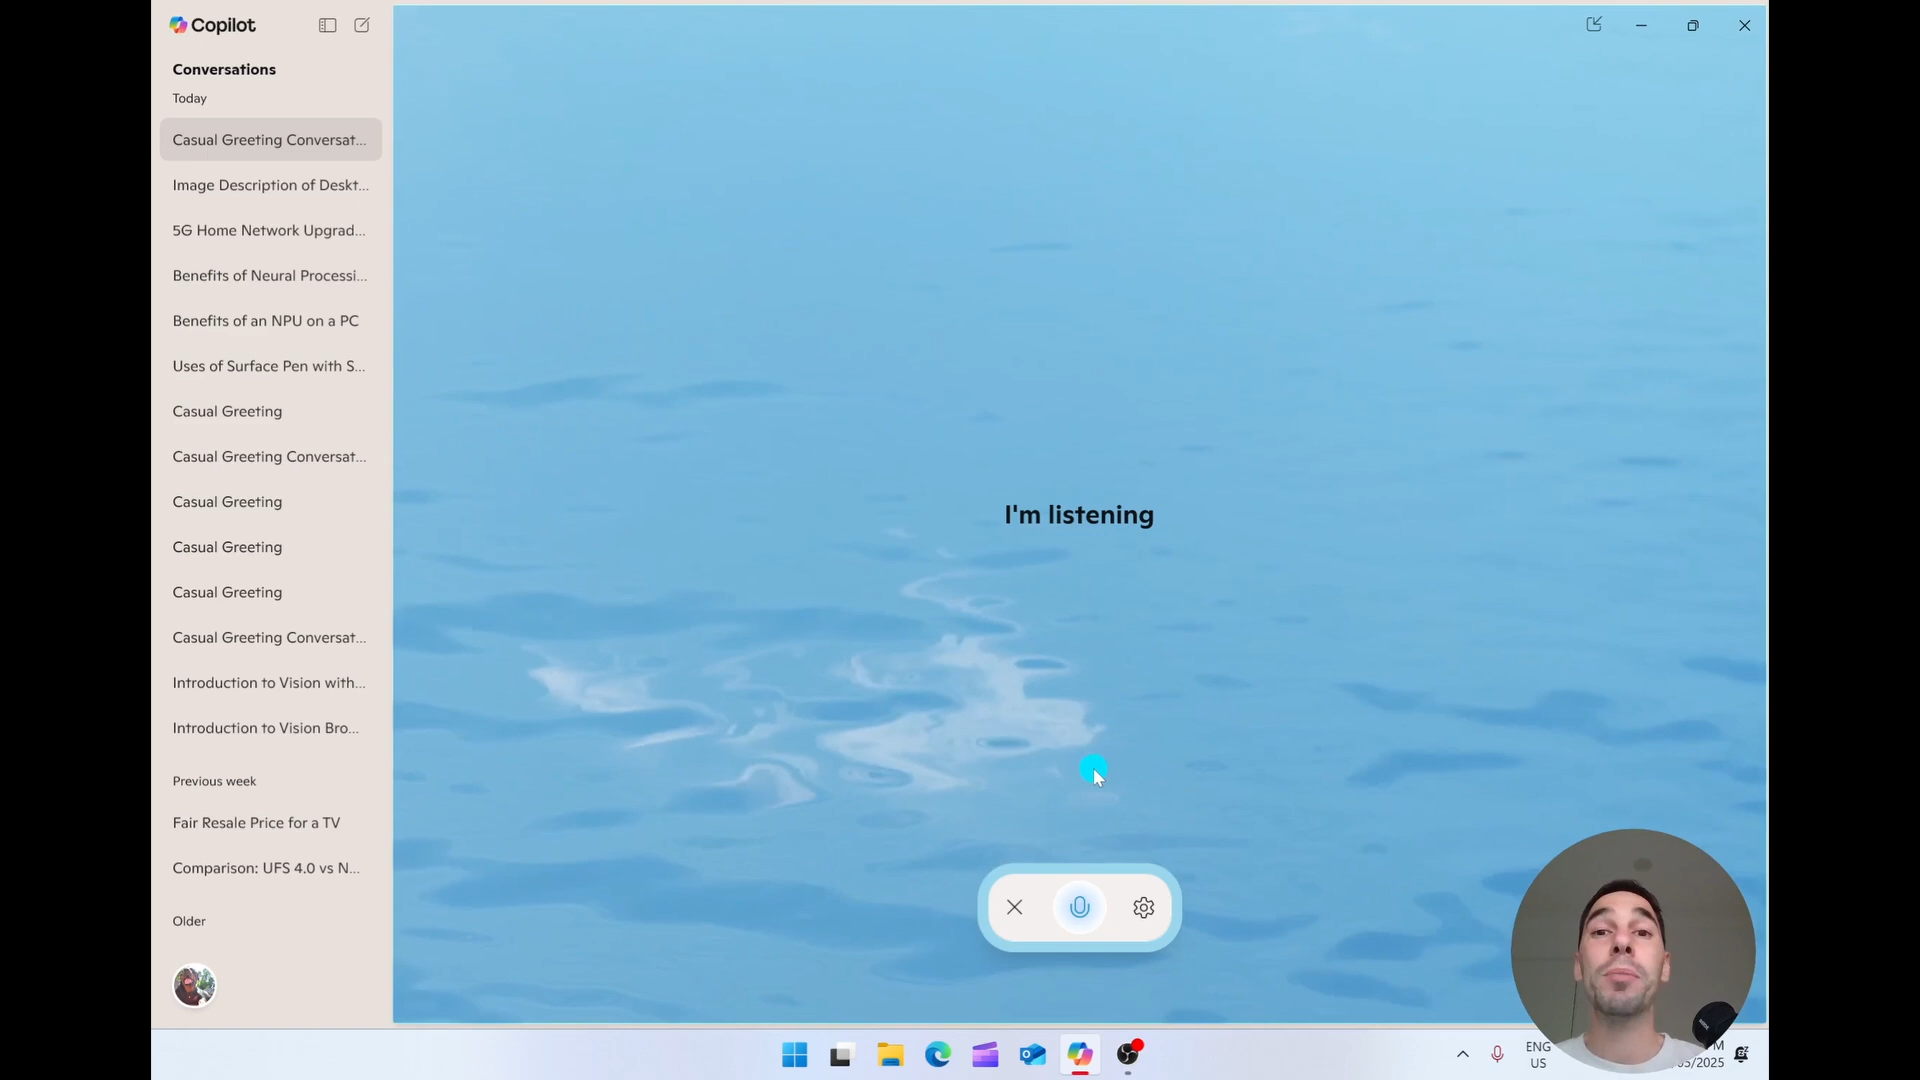 Copilot
Conversations
Today
Casual Greeting Conversat...
Image Description of Deskt...
5G Home Network Upgrad...
Benefits of Neural Processi...
Benefits of an NPU on a PC
Uses of Surface Pen with S...
Casual Greeting
Casual Greeting Conversat...
Casual Greeting
Casual Greeting
Casual Greeting
Casual Greeting Conversat...
Introduction to Vision with...
Introduction to Vision Bro...
Previous week
Fair Resale Price for a TV
Comparison: UFS 4.0 vs N...
Older
I'm listening
ENG
US
M
/05/2025